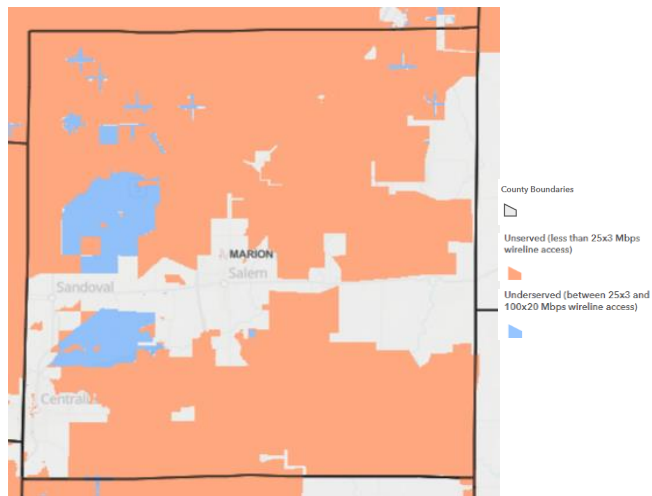 MARION
Salem
Sandoval
Centralia
County Boundaries
Unserved (less than 25x3 Mbps
wireline access)
Underserved (between 25x3 and
100x20 Mbps wireline access)